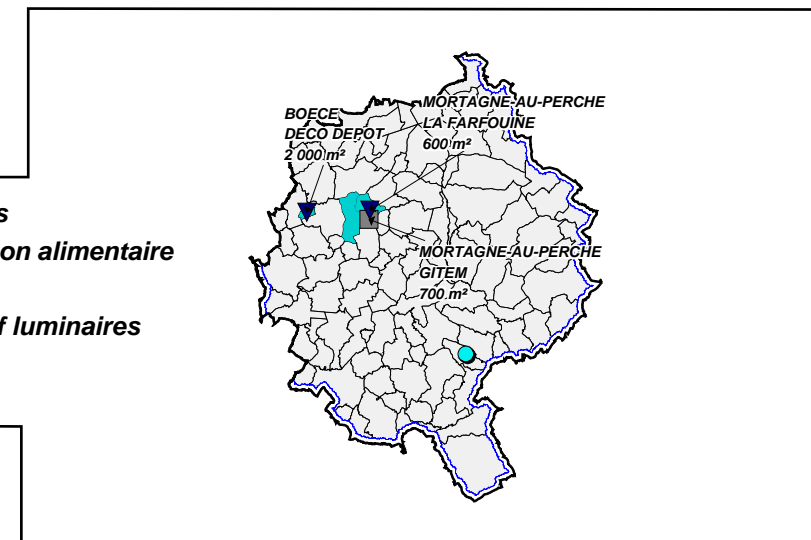 BOECE
DECO DEPOT
2 000 m²
MORTAGNE-AU-PERCHE
LA FARFOUINE
600 m²
MORTAGNE-AU-PERCHE
GITEM
700 m²
alimentaire
luminaires